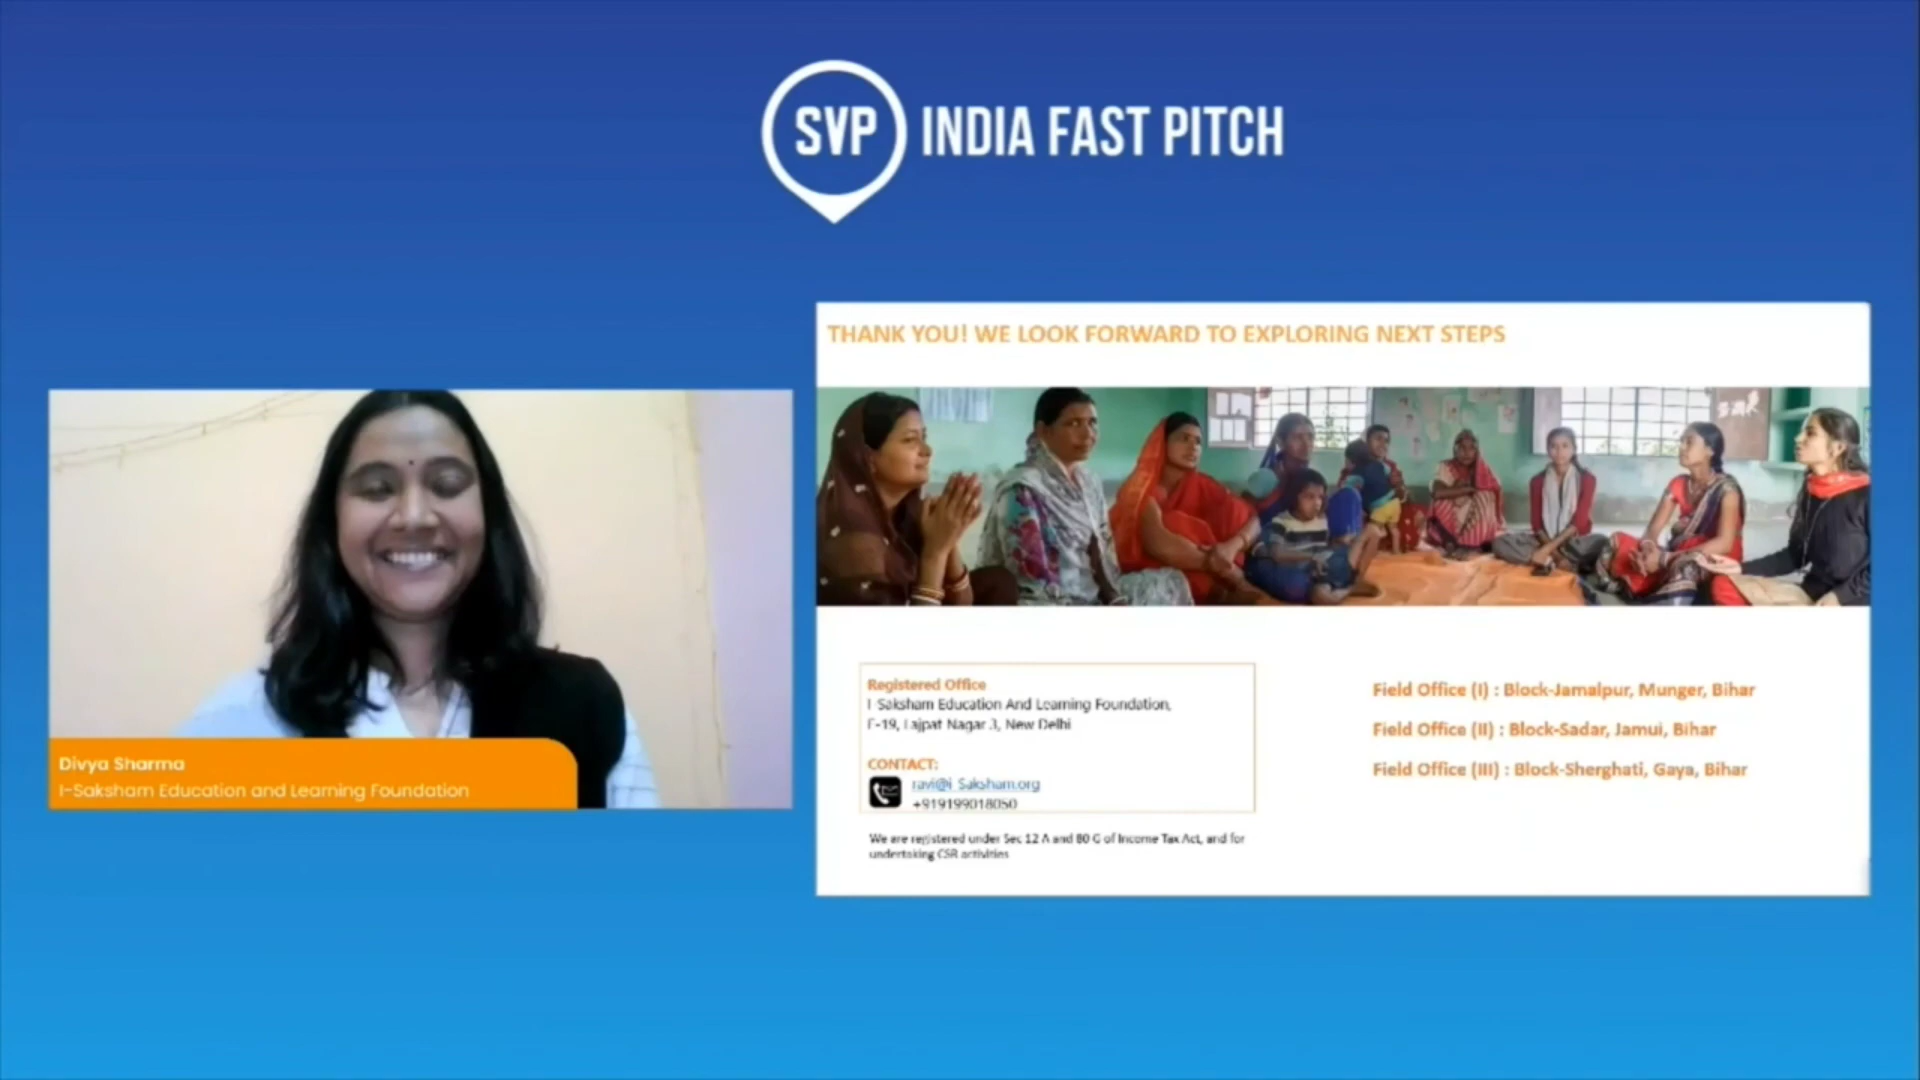 SVP INDIA FAST PITCH
THANK YOU! WE LOOK FORWARD TO EXPLORING NEXT STEPS
Registered Office
I-Saksham Education And Learning Foundation,
F-19, Lajpat Nagar 3, New Delhi
CONTACT:
ravi@i-Saksham.org
+919199018050
We are registered under Sec 12 A and 80 G of Income Tax Act, and for
undertaking CSR activities
Field Office (I) : Block-Jamalpur, Munger, Bihar
Field Office (II) : Block-Sadar, Jamui, Bihar
Field Office (III) : Block-Sherghati, Gaya, Bihar
Divya Sharma
I-Saksham Education and Learning Foundation